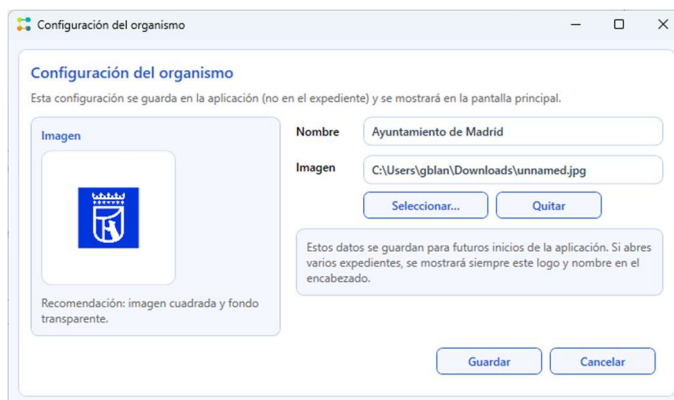 Configuración del organismo
Configuración del organismo
Esta configuración se guarda en la aplicación (no en el expediente) y se mostrará en la pantalla principal.
Imagen
Recomendación: imagen cuadrada y fondo
transparente.
Nombre
Ayuntamiento de Madrid
Imagen
C:\Users\gblan\Downloads\unnamed.jpg
Seleccionar...
Quitar
Estos datos se guardan para futuros inicios de la aplicación. Si abres
varios expedientes, se mostrará siempre este logo y nombre en el
encabezado.
Guardar
Cancelar